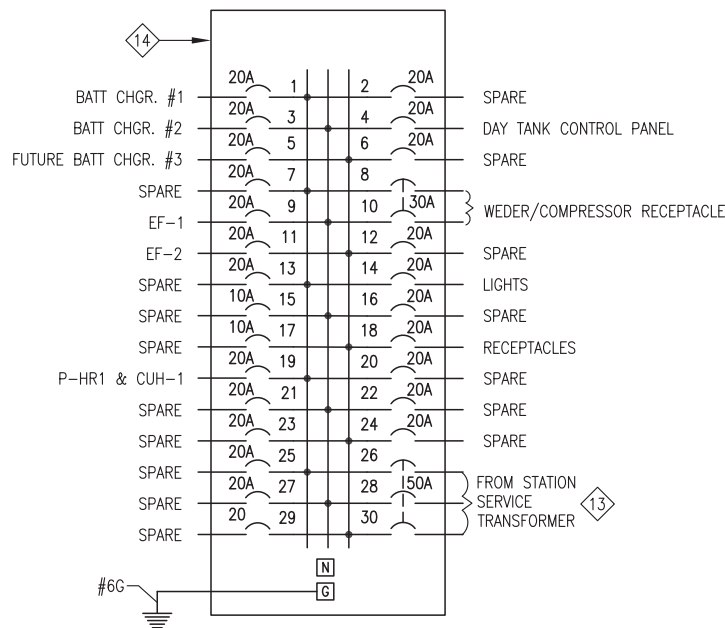 14
BATT CHGR. #1 20A 1 2 20A SPARE
BATT CHGR. #2 20A 3 4 20A DAY TANK CONTROL PANEL
FUTURE BATT CHGR. #3 20A 5 6 20A SPARE
SPARE 20A 7 8
EF-1 20A 9 10 30A WEDER/COMPRESSOR RECEPTACLE
EF-2 20A 11 12 20A SPARE
SPARE 20A 13 14 20A LIGHTS
SPARE 10A 15 16 20A SPARE
SPARE 10A 17 18 20A RECEPTACLES
P-HR1 & CUH-1 20A 19 20 20A SPARE
SPARE 20A 21 22 20A SPARE
SPARE 20A 23 24 20A SPARE
SPARE 20A 25 26
SPARE 20A 27 28 50A
SPARE 20 29 30
FROM STATION
SERVICE
TRANSFORMER
13
N
G
#6G